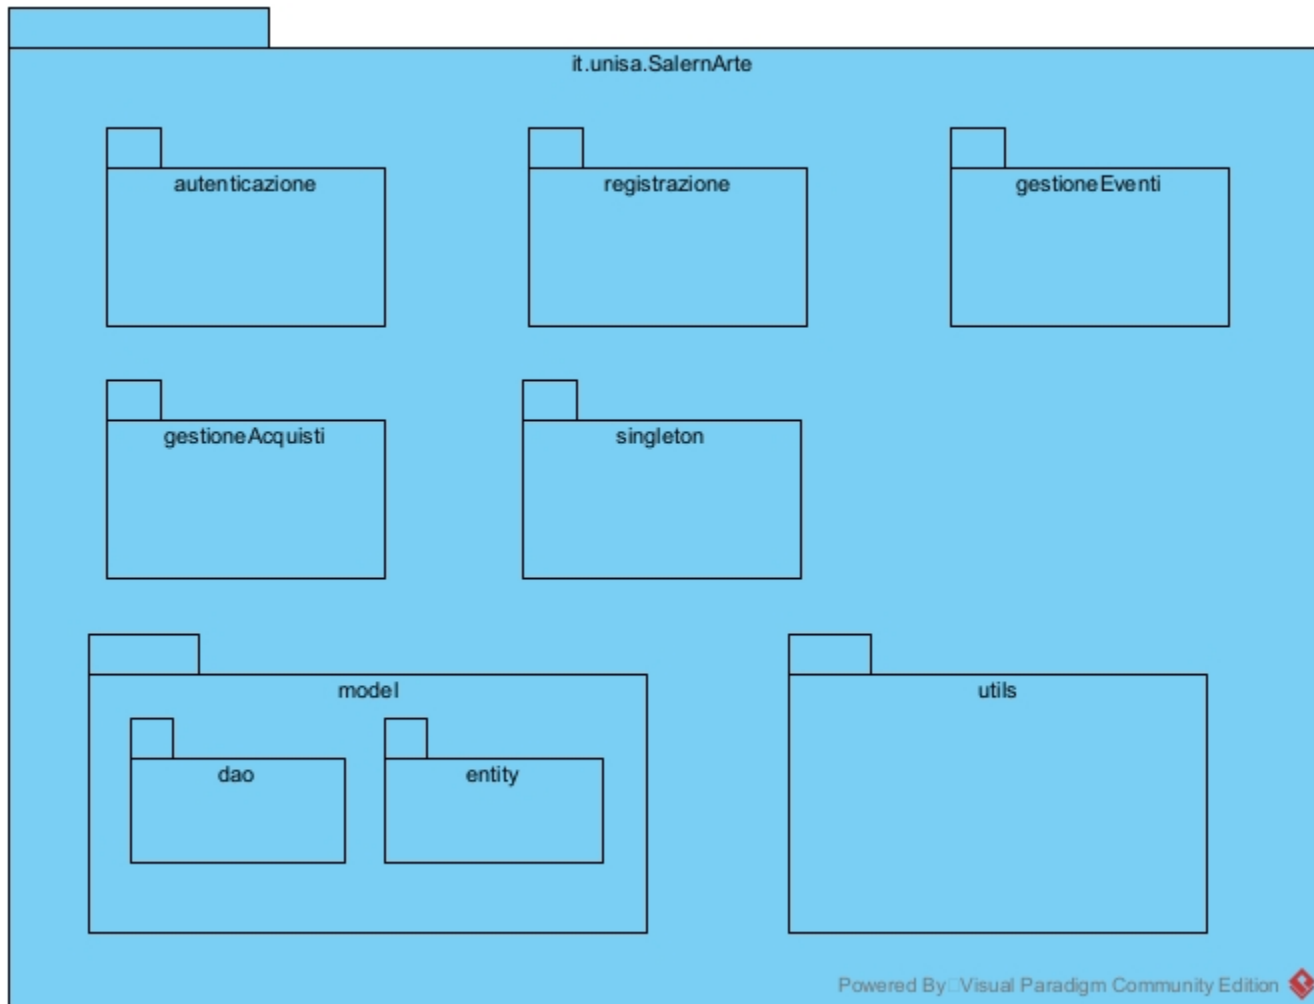 it.unisa.SalernArte
autenticazione
registrazione
gestioneEventi
gestioneAcquisti
singleton
model
utils
dao
entity
Powered By Visual Paradigm Community Edition